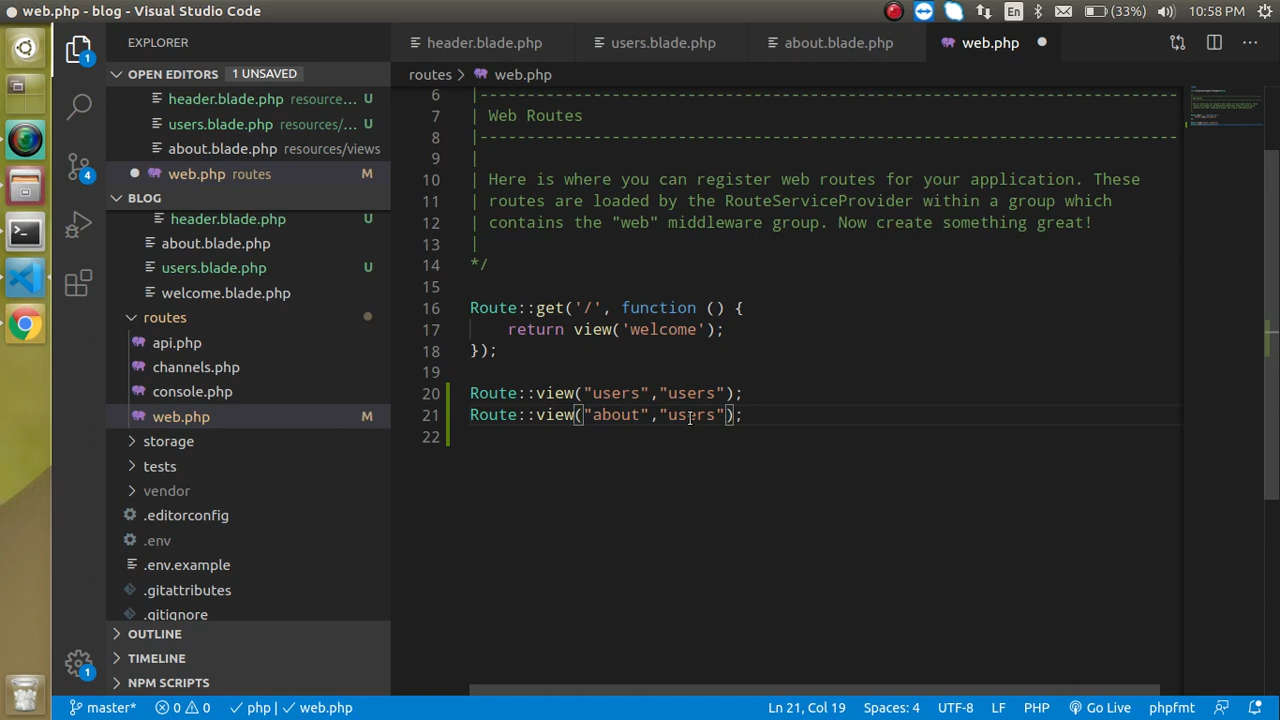 web.php - blog - Visual Studio Code
En
(33%)
10:58 PM
EXPLORER
header.blade.php
users.blade.php
about.blade.php
web.php
OPEN EDITORS
1 UNSAVED
routes
web.php
header.blade.php resource... U
users.blade.php resources/... U
about.blade.php resources/views
web.php routes M
BLOG
header.blade.php U
about.blade.php
users.blade.php U
welcome.blade.php
routes
api.php
channels.php
console.php
web.php M
storage
tests
vendor
.editorconfig
.env
.env.example
.gitattributes
.gitignore
OUTLINE
TIMELINE
NPM SCRIPTS
1
4
1
6 |--------------------------------------------------------------------------
7 | Web Routes
8 |--------------------------------------------------------------------------
9 |
10 | Here is where you can register web routes for your application. These
11 | routes are loaded by the RouteServiceProvider within a group which
12 | contains the "web" middleware group. Now create something great!
13 |
14 */
15
16 Route::get('/', function () {
17 return view('welcome');
18 });
19
20 Route::view("users","users");
21 Route::view("about","users");
22
master* 0 0 php | web.php Ln 21, Col 19 Spaces: 4 UTF-8 LF PHP Go Live phpfmt